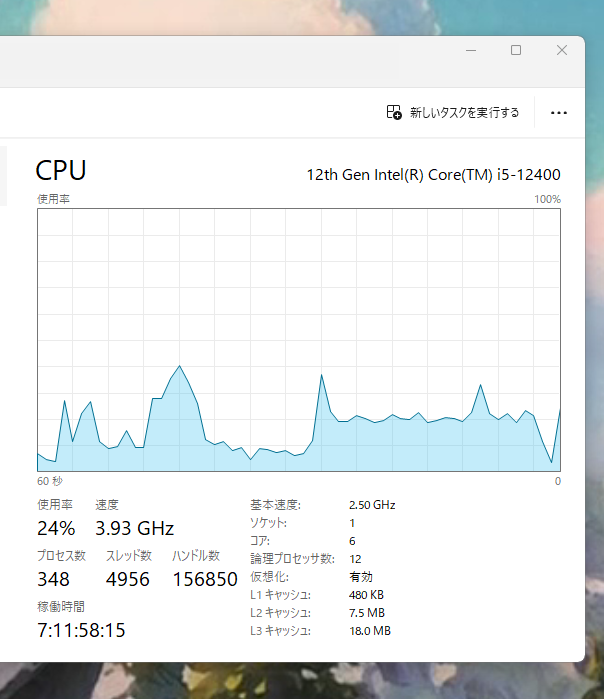 新しいタスクを実行する
CPU
12th Gen Intel(R) Core(TM) i5-12400
使用率 100%
60 秒 0
使用率 速度
24% 3.93 GHz
プロセス数 スレッド数 ハンドル数
348 4956 156850
稼働時間
7:11:58:15
基本速度: 2.50 GHz
ソケット: 1
コア: 6
論理プロセッサ数: 12
仮想化: 有効
L1 キャッシュ: 480 KB
L2 キャッシュ: 7.5 MB
L3 キャッシュ: 18.0 MB